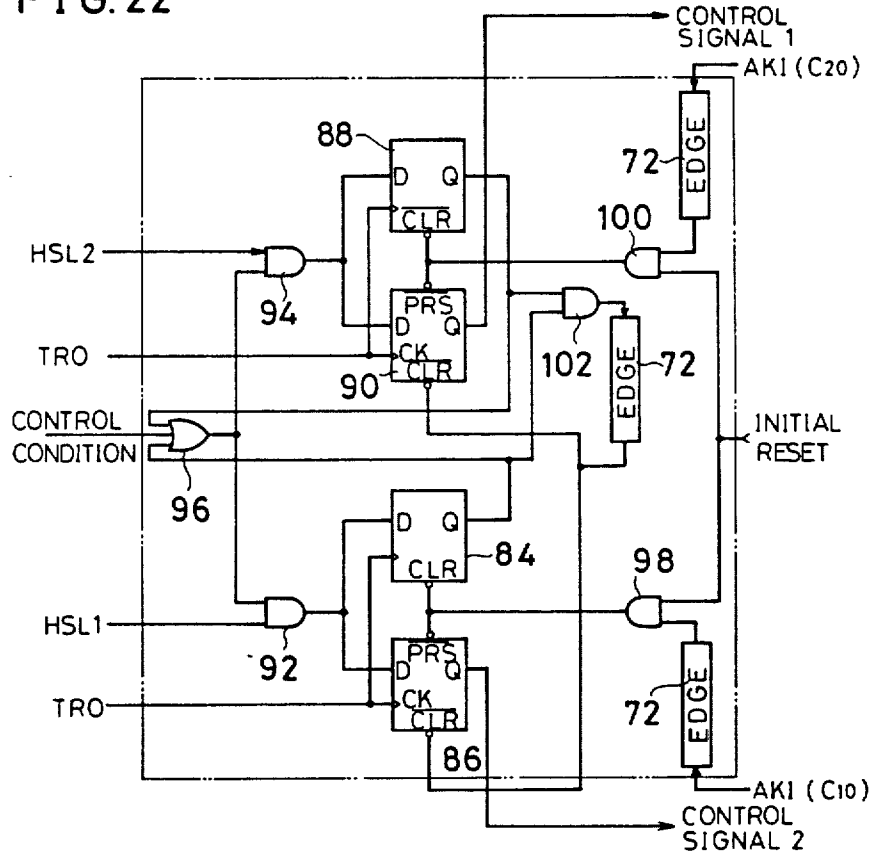 FIG. 22
CONTROL
SIGNAL 1
AKI (C20)
88
72
EDGE
D Q
CLR
100
HSL2
94
PRS
D Q
102
TRO
CK
CLR
90
EDGE
72
CONTROL
CONDITION
96
INITIAL
RESET
D Q
84
CLR
98
HSL1
92
PRS
D Q
72
EDGE
TRO
CK
CLR
86
AKI (C10)
CONTROL
SIGNAL 2